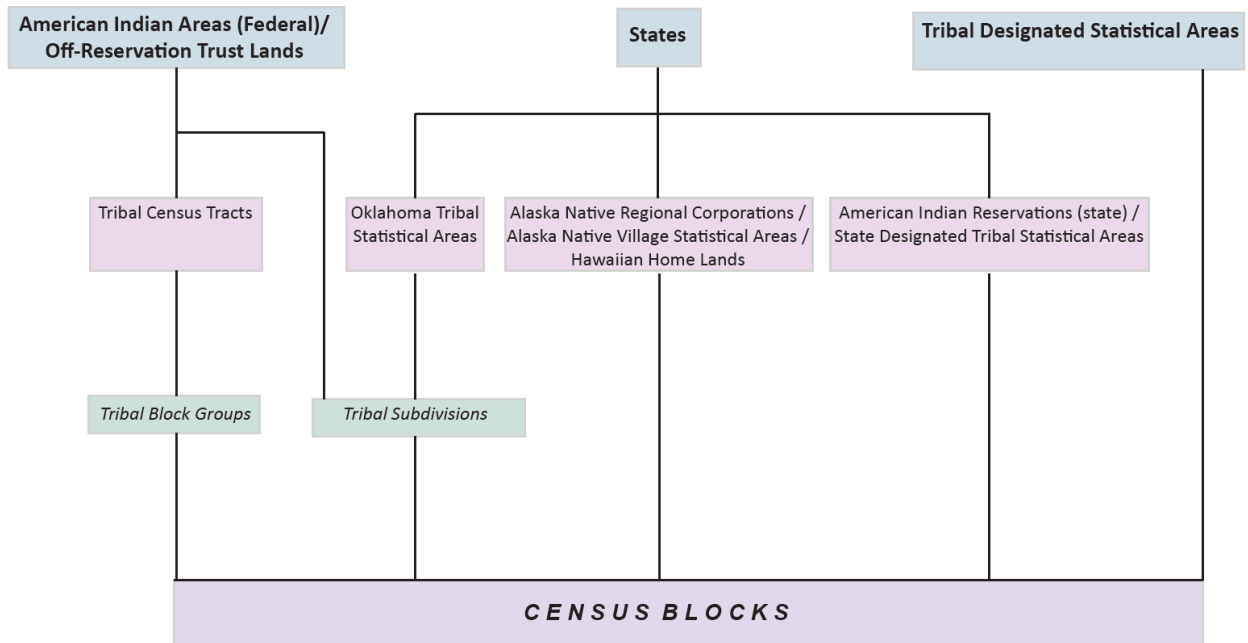 American Indian Areas (Federal)/
Off-Reservation Trust Lands
States
Tribal Designated Statistical Areas
Tribal Census Tracts
Oklahoma Tribal
Statistical Areas
Alaska Native Regional Corporations /
Alaska Native Village Statistical Areas /
Hawaiian Home Lands
American Indian Reservations (state) /
State Designated Tribal Statistical Areas
Tribal Block Groups
Tribal Subdivisions
CENSUS BLOCKS